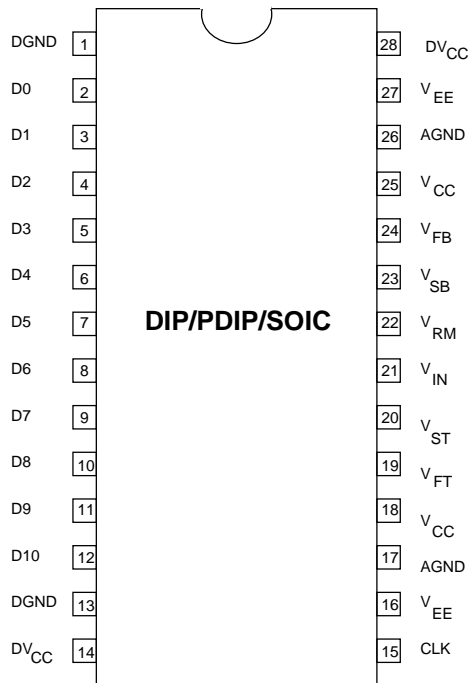 DGND 1 28 DVCC
D0 2 27 VEE
D1 3 26 AGND
D2 4 25 VCC
D3 5 24 VFB
D4 6 23 VSB
D5 7 DIP/PDIP/SOIC 22 VRM
D6 8 21 VIN
D7 9 20 VST
D8 10 19 VFT
D9 11 18 VCC
D10 12 17 AGND
DGND 13 16 VEE
DVCC 14 15 CLK